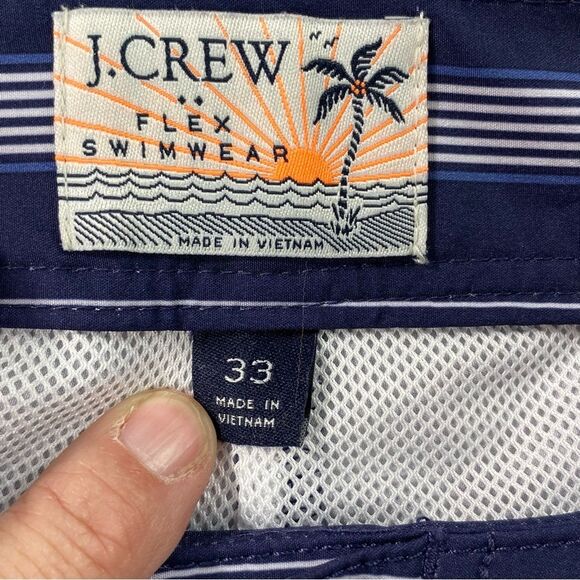 J.CREW
FLEX
SWIMWEAR
MADE IN VIETNAM
33
MADE IN
VIETNAM